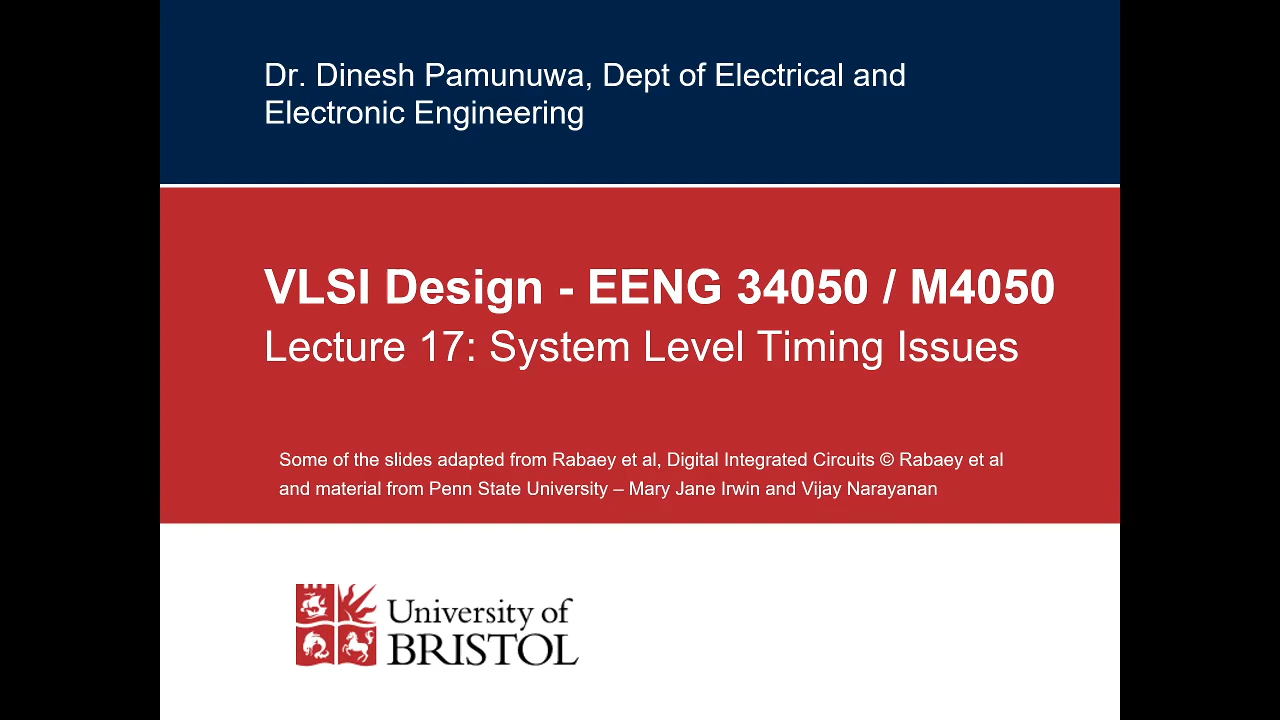 Dr. Dinesh Pamunuwa, Dept of Electrical and
Electronic Engineering
VLSI Design - EENG 34050 / M4050
Lecture 17: System Level Timing Issues
Some of the slides adapted from Rabaey et al, Digital Integrated Circuits © Rabaey et al
and material from Penn State University – Mary Jane Irwin and Vijay Narayanan
University of
BRISTOL